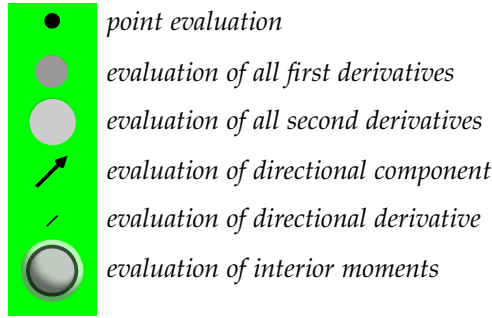 point evaluation
evaluation of all first derivatives
evaluation of all second derivatives
evaluation of directional component
evaluation of directional derivative
evaluation of interior moments